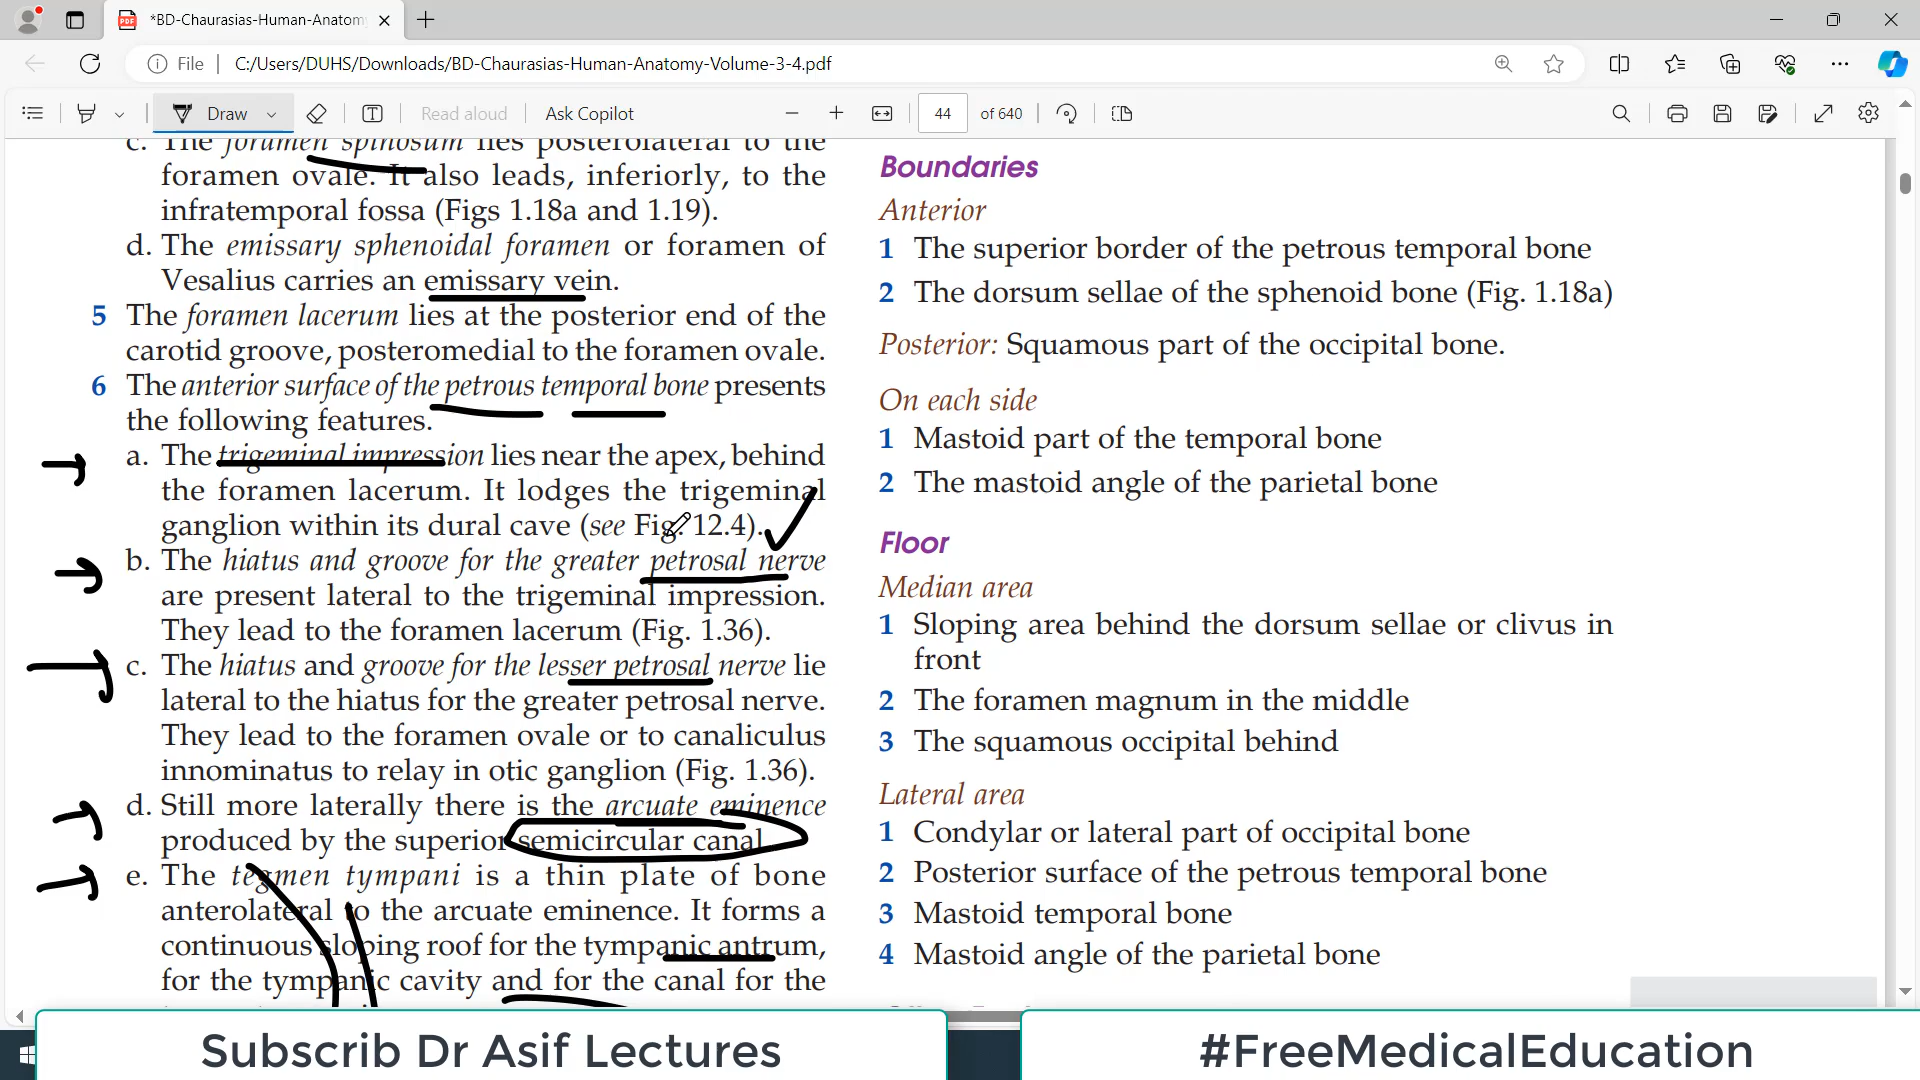 *BD-Chaurasias-Human-Anatom
File
C:/Users/DUHS/Downloads/BD-Chaurasias-Human-Anatomy-Volume-3-4.pdf
Draw
Read aloud
Ask Copilot
44
of 640
c. The foramen spinosum lies posterolateral to the
foramen ovale. It also leads, inferiorly, to the
infratemporal fossa (Figs 1.18a and 1.19).
d. The emissary sphenoidal foramen or foramen of
Vesalius carries an emissary vein.
5 The foramen lacerum lies at the posterior end of the
carotid groove, posteromedial to the foramen ovale.
6 The anterior surface of the petrous temporal bone presents
the following features.
a. The trigeminal impression lies near the apex, behind
the foramen lacerum. It lodges the trigeminal
ganglion within its dural cave (see Fig. 12.4).
b. The hiatus and groove for the greater petrosal nerve
are present lateral to the trigeminal impression.
They lead to the foramen lacerum (Fig. 1.36).
c. The hiatus and groove for the lesser petrosal nerve lie
lateral to the hiatus for the greater petrosal nerve.
They lead to the foramen ovale or to canaliculus
innominatus to relay in otic ganglion (Fig. 1.36).
d. Still more laterally there is the arcuate eminence
produced by the superior semicircular canal
e. The tegmen tympani is a thin plate of bone
anterolateral to the arcuate eminence. It forms a
continuous sloping roof for the tympanic antrum,
for the tympanic cavity and for the canal for the
Boundaries
Anterior
1 The superior border of the petrous temporal bone
2 The dorsum sellae of the sphenoid bone (Fig. 1.18a)
Posterior: Squamous part of the occipital bone.
On each side
1 Mastoid part of the temporal bone
2 The mastoid angle of the parietal bone
Floor
Median area
1 Sloping area behind the dorsum sellae or clivus in
front
2 The foramen magnum in the middle
3 The squamous occipital behind
Lateral area
1 Condylar or lateral part of occipital bone
2 Posterior surface of the petrous temporal bone
3 Mastoid temporal bone
4 Mastoid angle of the parietal bone
Subscrib Dr Asif Lectures
#FreeMedicalEducation